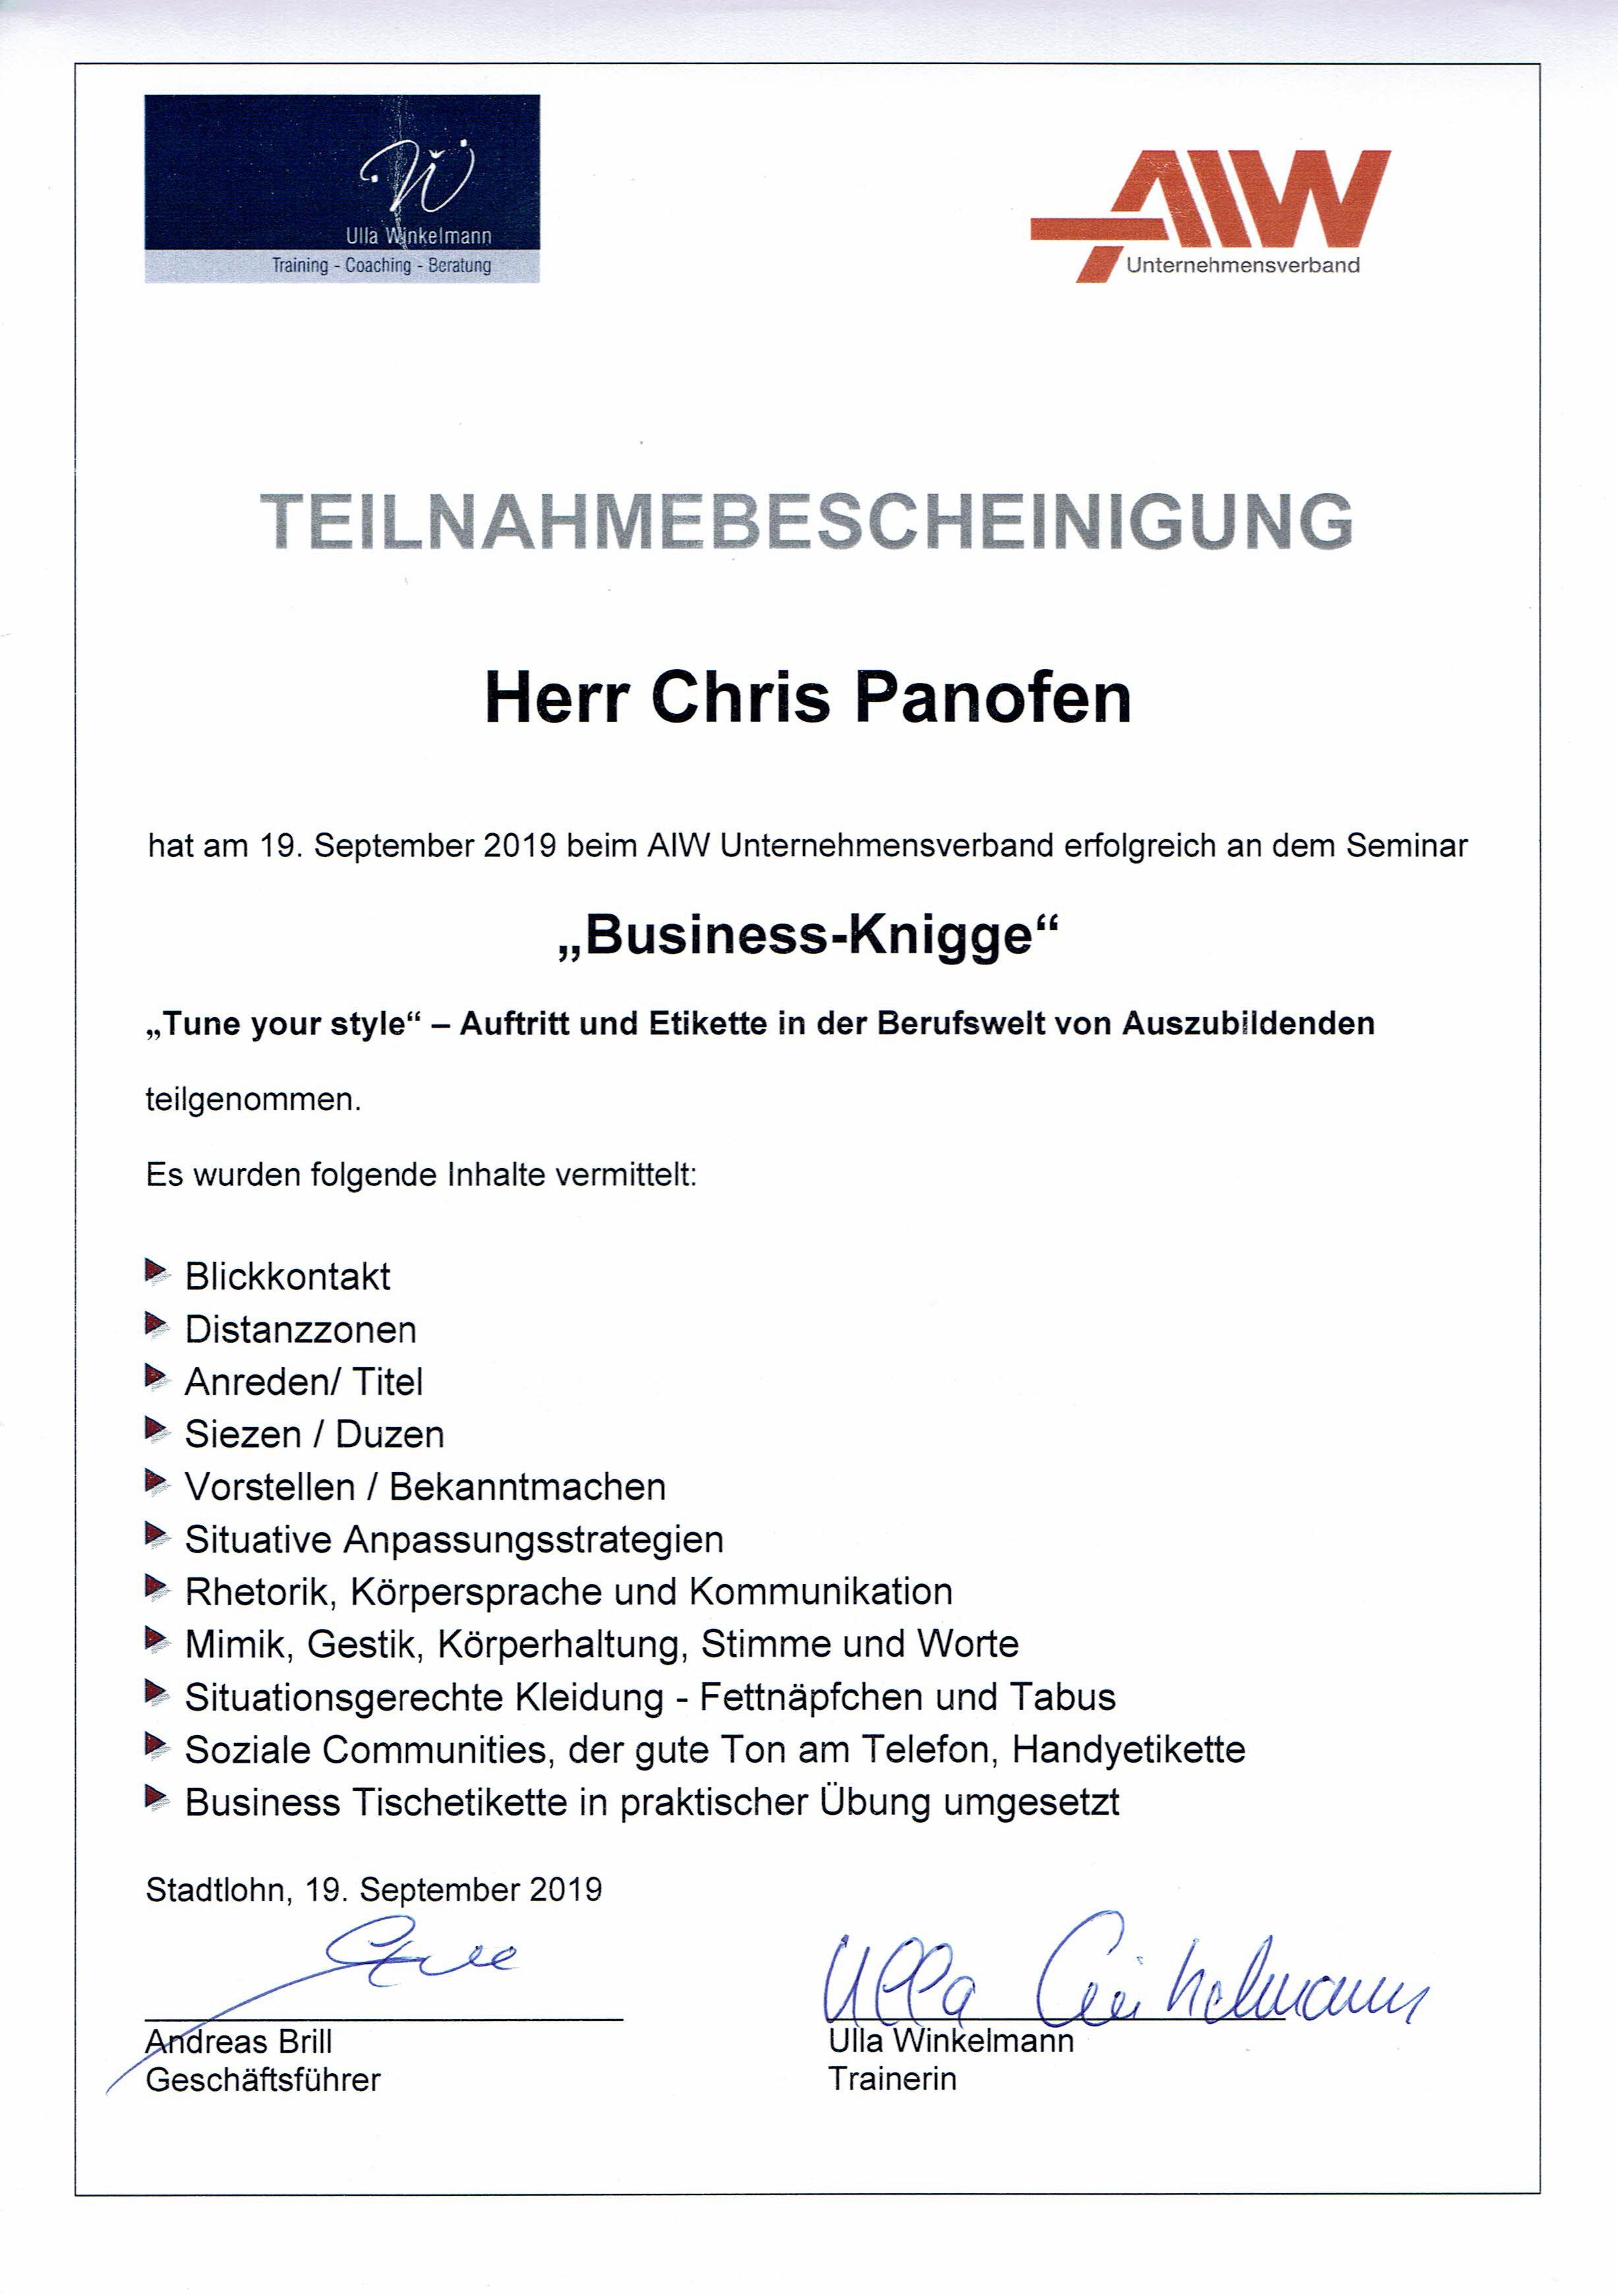 Ulla Winkelmann
Training - Coaching - Beratung
AIW
Unternehmensverband
TEILNAHMEBESCHEINIGUNG
Herr Chris Panofen
hat am 19. September 2019 beim AIW Unternehmensverband erfolgreich an dem Seminar
„Business-Knigge“
„Tune your style“ – Auftritt und Etikette in der Berufswelt von Auszubildenden
teilgenommen.
Es wurden folgende Inhalte vermittelt:
Blickkontakt
Distanzzonen
Anreden/ Titel
Siezen / Duzen
Vorstellen / Bekanntmachen
Situative Anpassungsstrategien
Rhetorik, Körpersprache und Kommunikation
Mimik, Gestik, Körperhaltung, Stimme und Worte
Situationsgerechte Kleidung - Fettnäpfchen und Tabus
Soziale Communities, der gute Ton am Telefon, Handyetikette
Business Tischetikette in praktischer Übung umgesetzt
Stadtlohn, 19. September 2019
Ulla Winkelmann
Andreas Brill
Geschäftsführer
Ulla Winkelmann
Trainerin